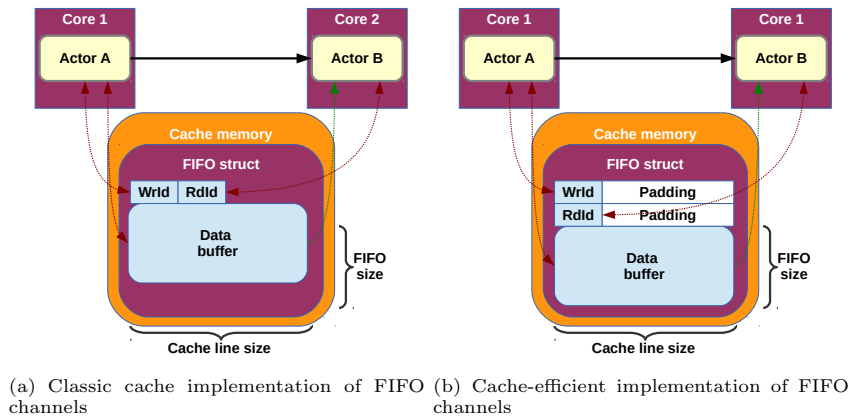 Core 1
Core 2
Actor A
Actor B
Cache memory
FIFO struct
WrId
RdId
Data
buffer
FIFO
size
Cache line size
(a) Classic cache implementation of FIFO
channels
Core 1
Core 1
Actor A
Actor B
Cache memory
FIFO struct
WrId
Padding
RdId
Padding
Data
buffer
FIFO
size
Cache line size
(b) Cache-efficient implementation of FIFO
channels